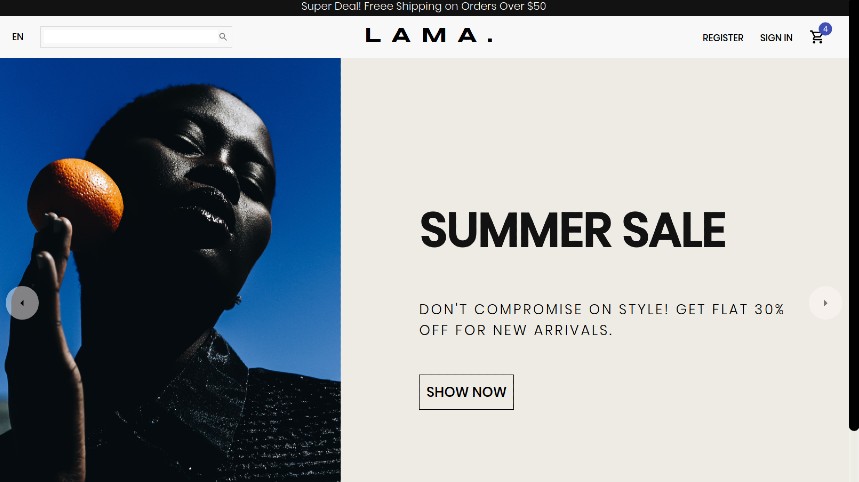 Super Deal! Freee Shipping on Orders Over $50
EN
LAMA.
REGISTER
SIGN IN
4
SUMMER SALE
DON'T COMPROMISE ON STYLE! GET FLAT 30%
OFF FOR NEW ARRIVALS.
SHOW NOW